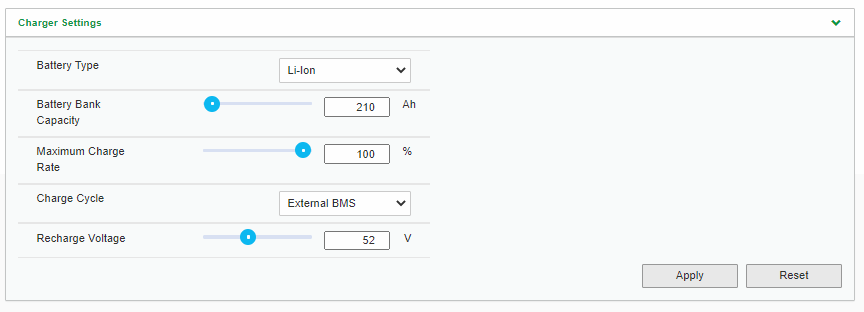 Charger Settings
Battery Type
Li-Ion
Battery Bank
Capacity
210 Ah
Maximum Charge
Rate
100 %
Charge Cycle
External BMS
Recharge Voltage
52 V
Apply Reset